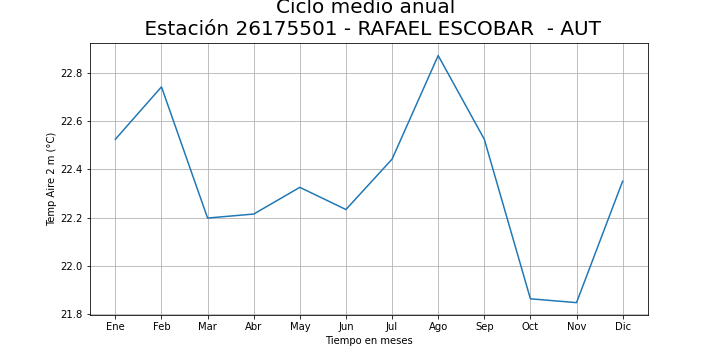 Ciclo medio anual
Estación 26175501 - RAFAEL ESCOBAR  - AUT
Temp Aire 2 m (°C)
22.8
22.6
22.4
22.2
22.0
21.8
Ene Feb Mar Abr May Jun Jul Ago Sep Oct Nov Dic
Tiempo en meses